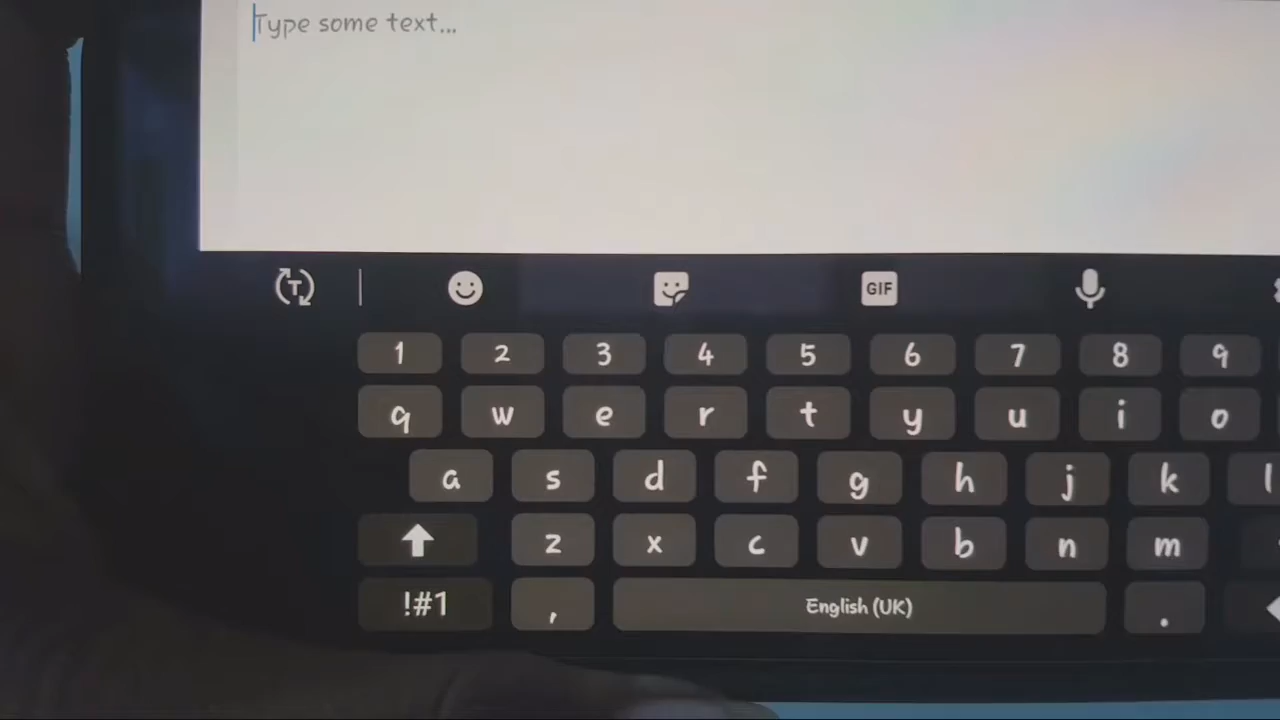 Type some text...
T GIF
1 2 3 4 5 6 7 8 9
q w e r t y u i o
a s d f g h j k l
z x c v b n m
!#1 , English (UK) .